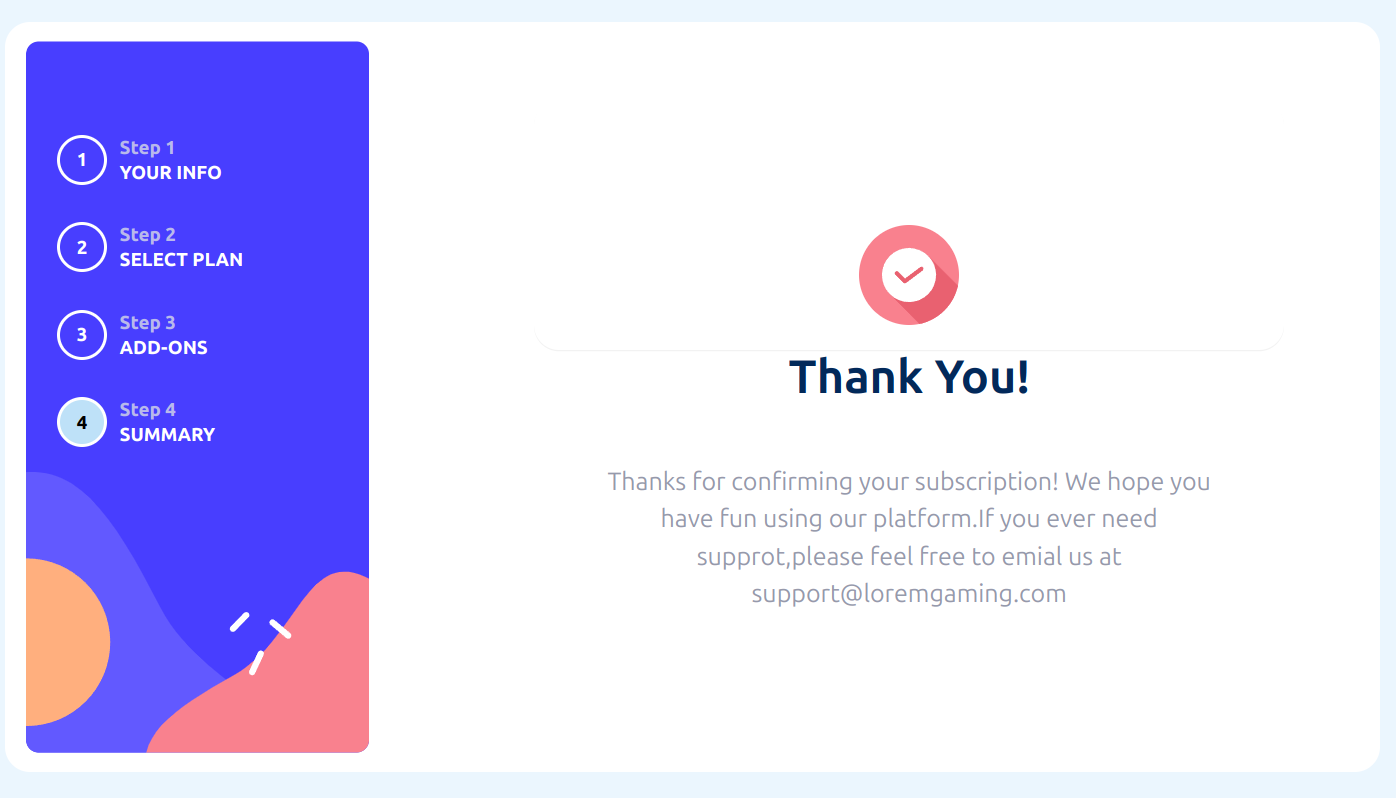 1
Step 1
YOUR INFO
2
Step 2
SELECT PLAN
3
Step 3
ADD-ONS
4
Step 4
SUMMARY
Thank You!
Thanks for confirming your subscription! We hope you
have fun using our platform.If you ever need
supprot,please feel free to emial us at
support@loremgaming.com